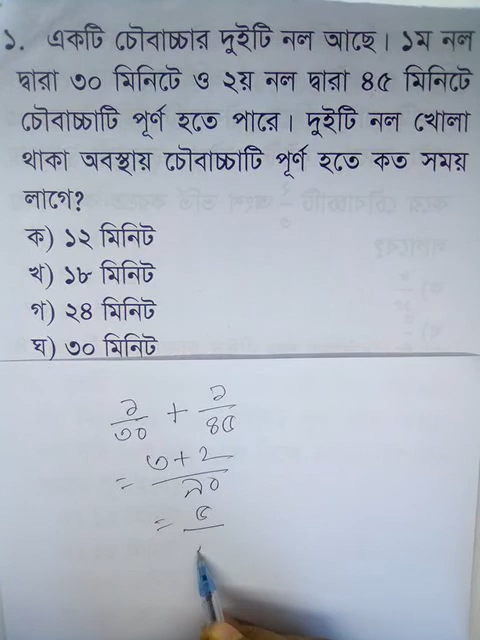 ১. একটি চৌবাচ্চার দুইটি নল আছে। ১ম নল
দ্বারা ৩০ মিনিটে ও ২য় নল দ্বারা ৪৫ মিনিটে
চৌবাচ্চাটি পূর্ণ হতে পারে। দুইটি নল খোলা
থাকা অবস্থায় চৌবাচ্চাটি পূর্ণ হতে কত সময়
লাগে?
ক) ১২ মিনিট
খ) ১৮ মিনিট
গ) ২৪ মিনিট
ঘ) ৩০ মিনিট
১/৩০ + ১/৪৫
= ৩+২/৯০
= ৫/